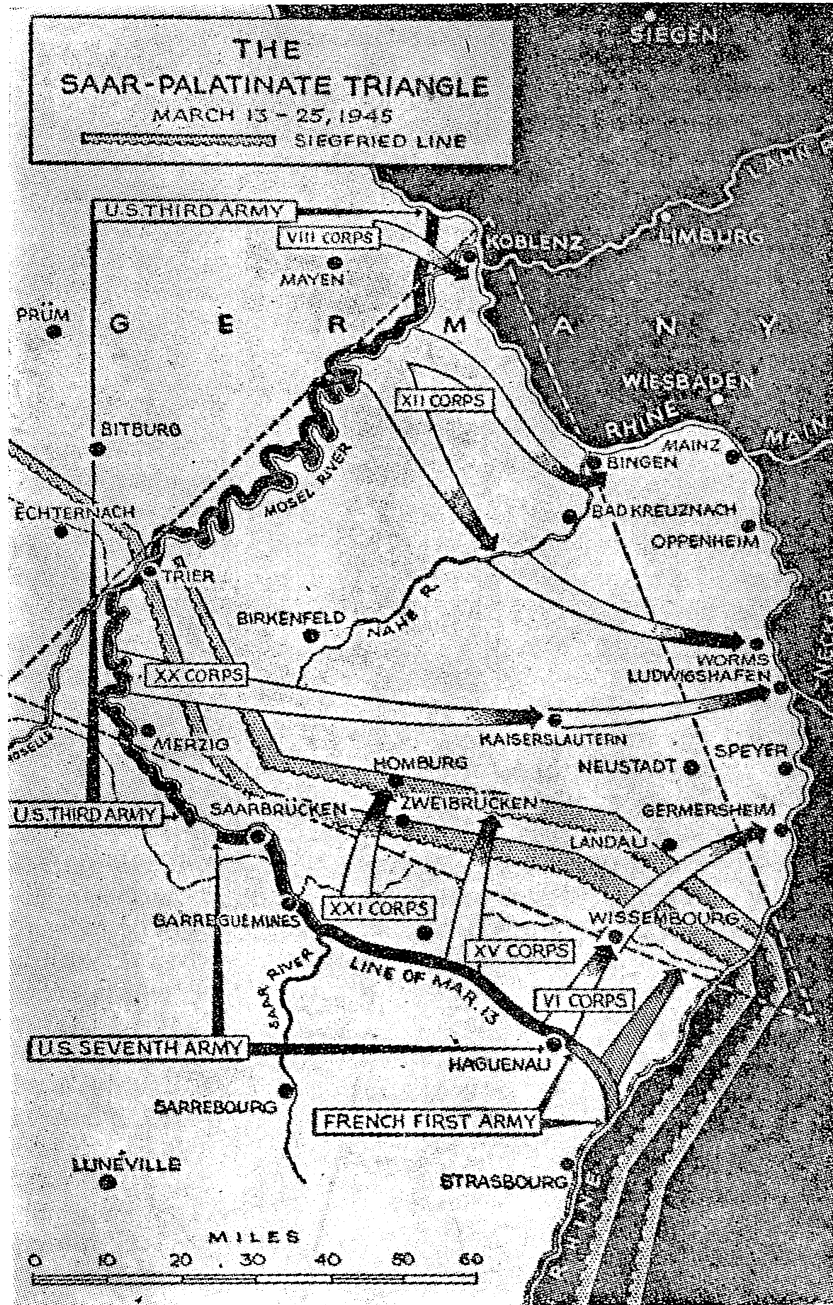 THE
SAAR-PALATINATE TRIANGLE
MARCH 13 - 25, 1945
SIEGFRIED LINE
SIEGEN
LAHN
U.S. THIRD ARMY
VIII CORPS
KOBLENZ
LIMBURG
MAYEN
PRÜM
G E R M A N Y
WIESBADEN
XII CORPS
BITBURG
RHINE
MAINZ
MAIN
BINGEN
MOSEL RIVER
ECHTERNACH
BAD KREUZNACH
OPPENHEIM
TRIER
BIRKENFELD
NAHE R.
WORMS
XX CORPS
LUDWIGSHAFEN
KAISERSLAUTERN
MERZIG
HOMBURG
NEUSTADT
SPEYER
U.S. THIRD ARMY
SAARBRÜCKEN
ZWEIBRÜCKEN
GERMERSHEIM
LANDAU
XXI CORPS
BARREGUEMINES
WISSEMBOURG
XV CORPS
LINE OF MAR. 13
SAAR RIVER
VI CORPS
U.S. SEVENTH ARMY
HAGUENAU
SARREBOURG
FRENCH FIRST ARMY
LUNÉVILLE
STRASBOURG
MILES
0 10 20 30 40 50 60